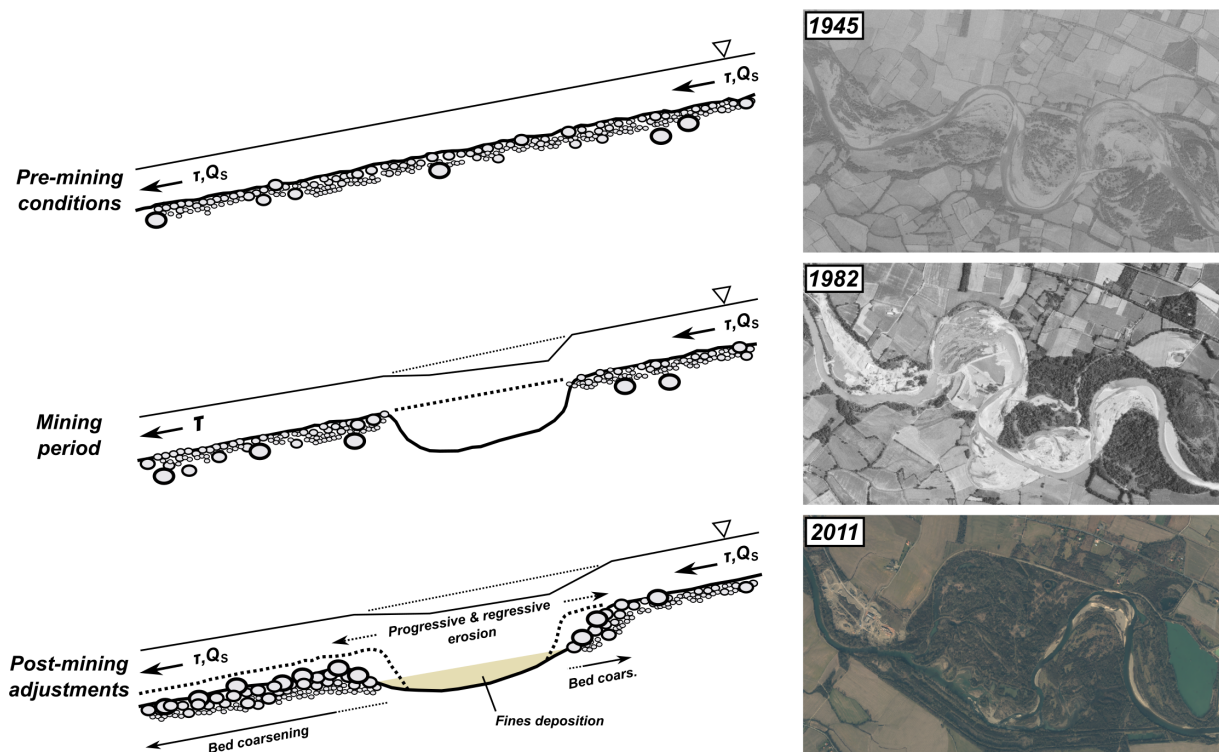 1945
τ,Qs
τ,Qs
Pre-mining
conditions
1982
τ,Qs
Mining
period
τ
2011
τ,Qs
Progressive & regressive
erosion
Post-mining
adjustments
τ,Qs
Bed coars.
Fines deposition
Bed coarsening